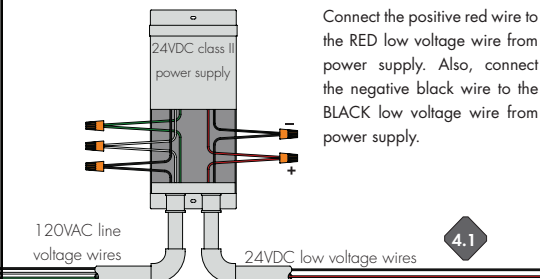 Connect the positive red wire to
the RED low voltage wire from
power supply. Also, connect
the negative black wire to the
BLACK low voltage wire from
power supply.
24VDC class II
power supply
–
+
120VAC line
voltage wires
24VDC low voltage wires
4.1